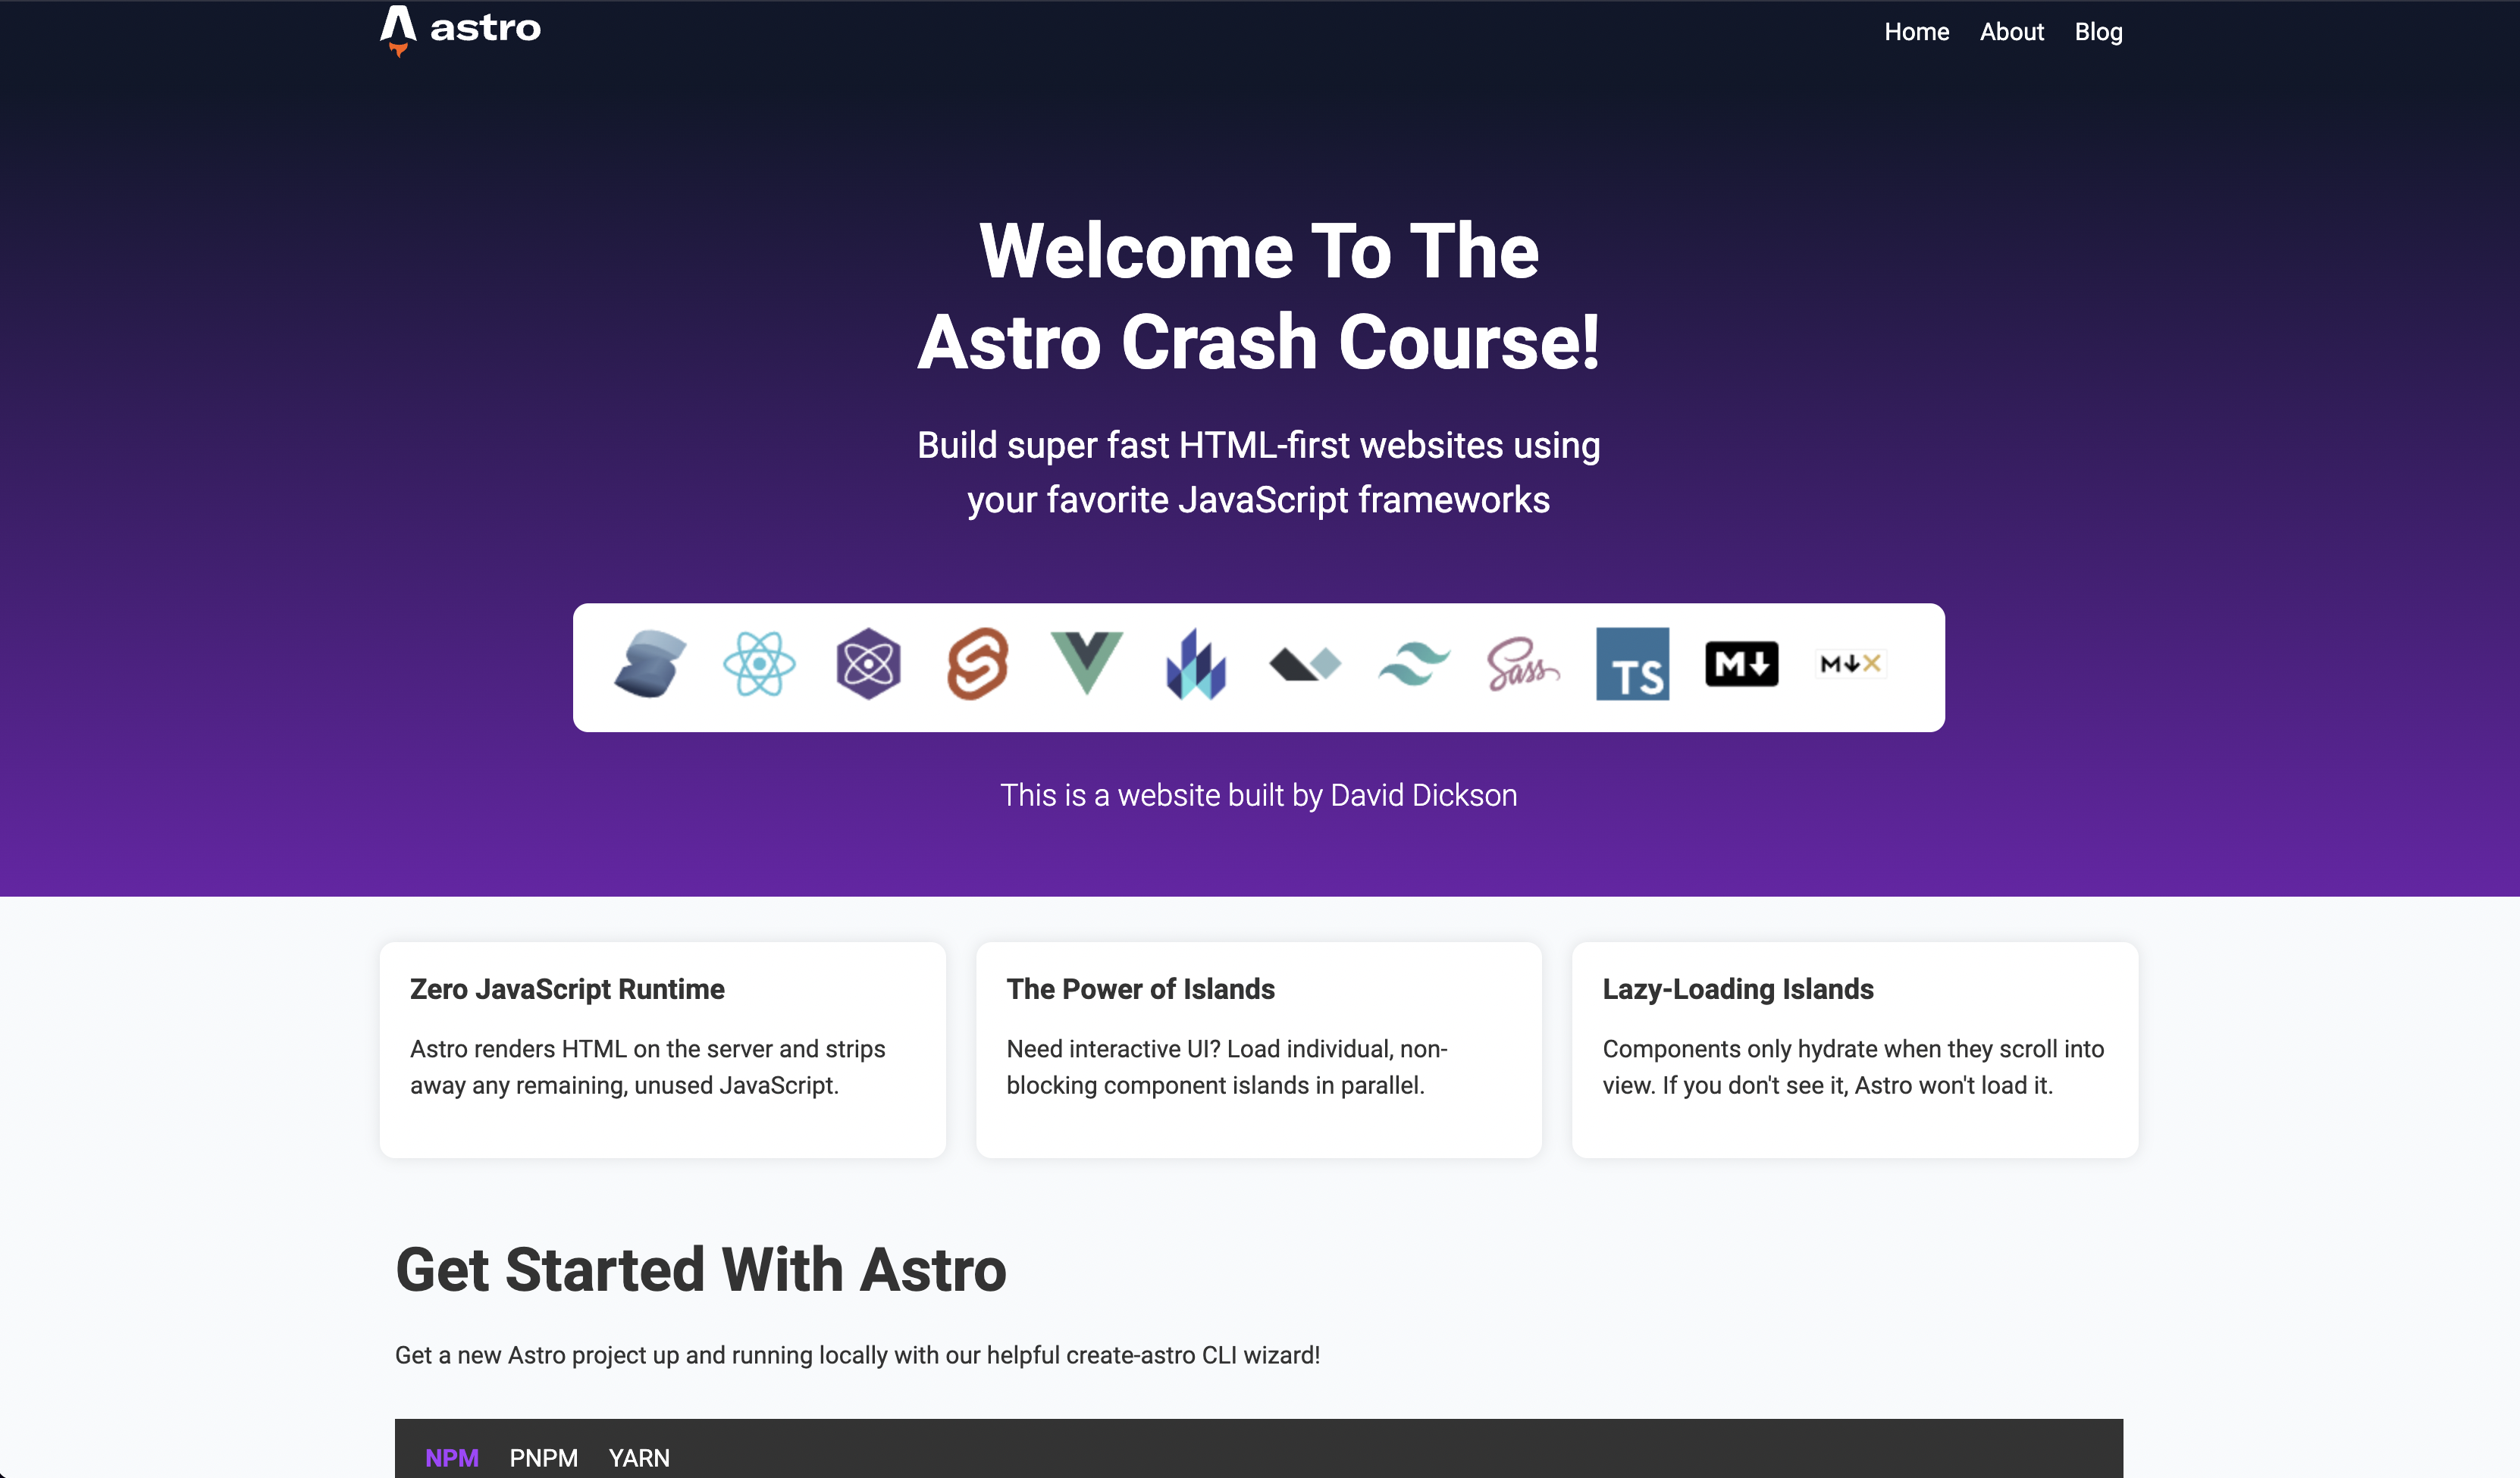 astro
Home About Blog
Welcome To The
Astro Crash Course!
Build super fast HTML-first websites using
your favorite JavaScript frameworks
Sass TS M M
This is a website built by David Dickson
Zero JavaScript Runtime
Astro renders HTML on the server and strips
away any remaining, unused JavaScript.
The Power of Islands
Need interactive UI? Load individual, non-
blocking component islands in parallel.
Lazy-Loading Islands
Components only hydrate when they scroll into
view. If you don't see it, Astro won't load it.
Get Started With Astro
Get a new Astro project up and running locally with our helpful create-astro CLI wizard!
NPM PNPM YARN